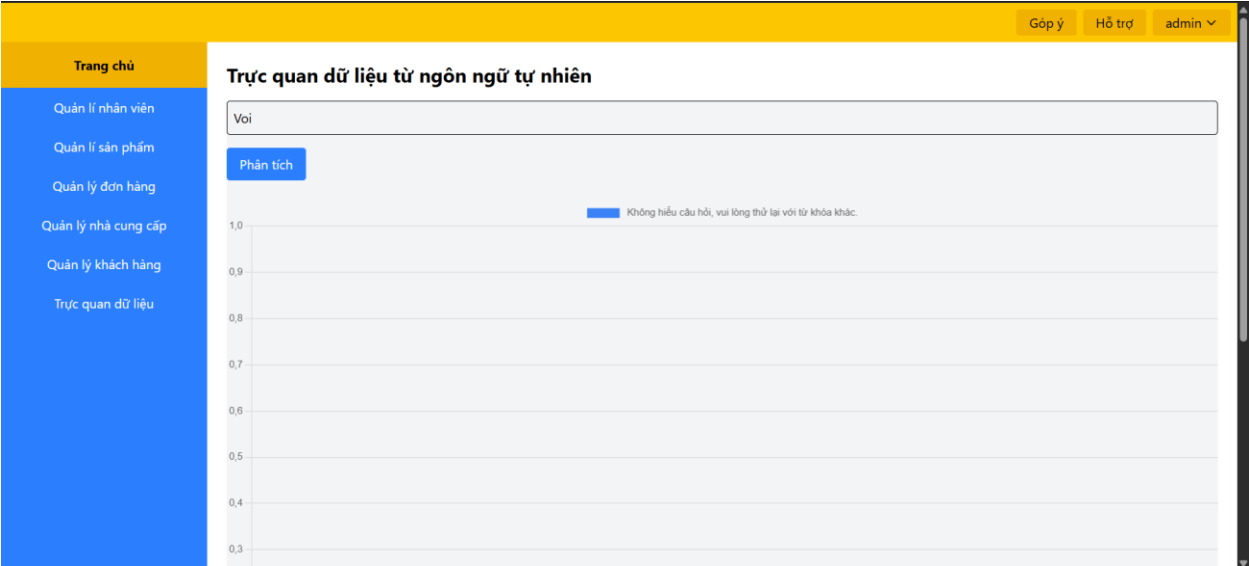 Góp ý Hỗ trợ admin
Trang chủ
Quản lí nhân viên
Quản lí sản phẩm
Quản lý đơn hàng
Quản lý nhà cung cấp
Quản lý khách hàng
Trực quan dữ liệu
Trực quan dữ liệu từ ngôn ngữ tự nhiên
Voi
Phân tích
Không hiểu câu hỏi, vui lòng thử lại với từ khóa khác.
1,0
0,9
0,8
0,7
0,6
0,5
0,4
0,3